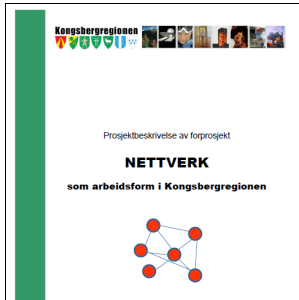 Kongsbergregionen
Prosjektbeskrivelse av forprosjekt
NETTVERK
som arbeidsform i Kongsbergregionen